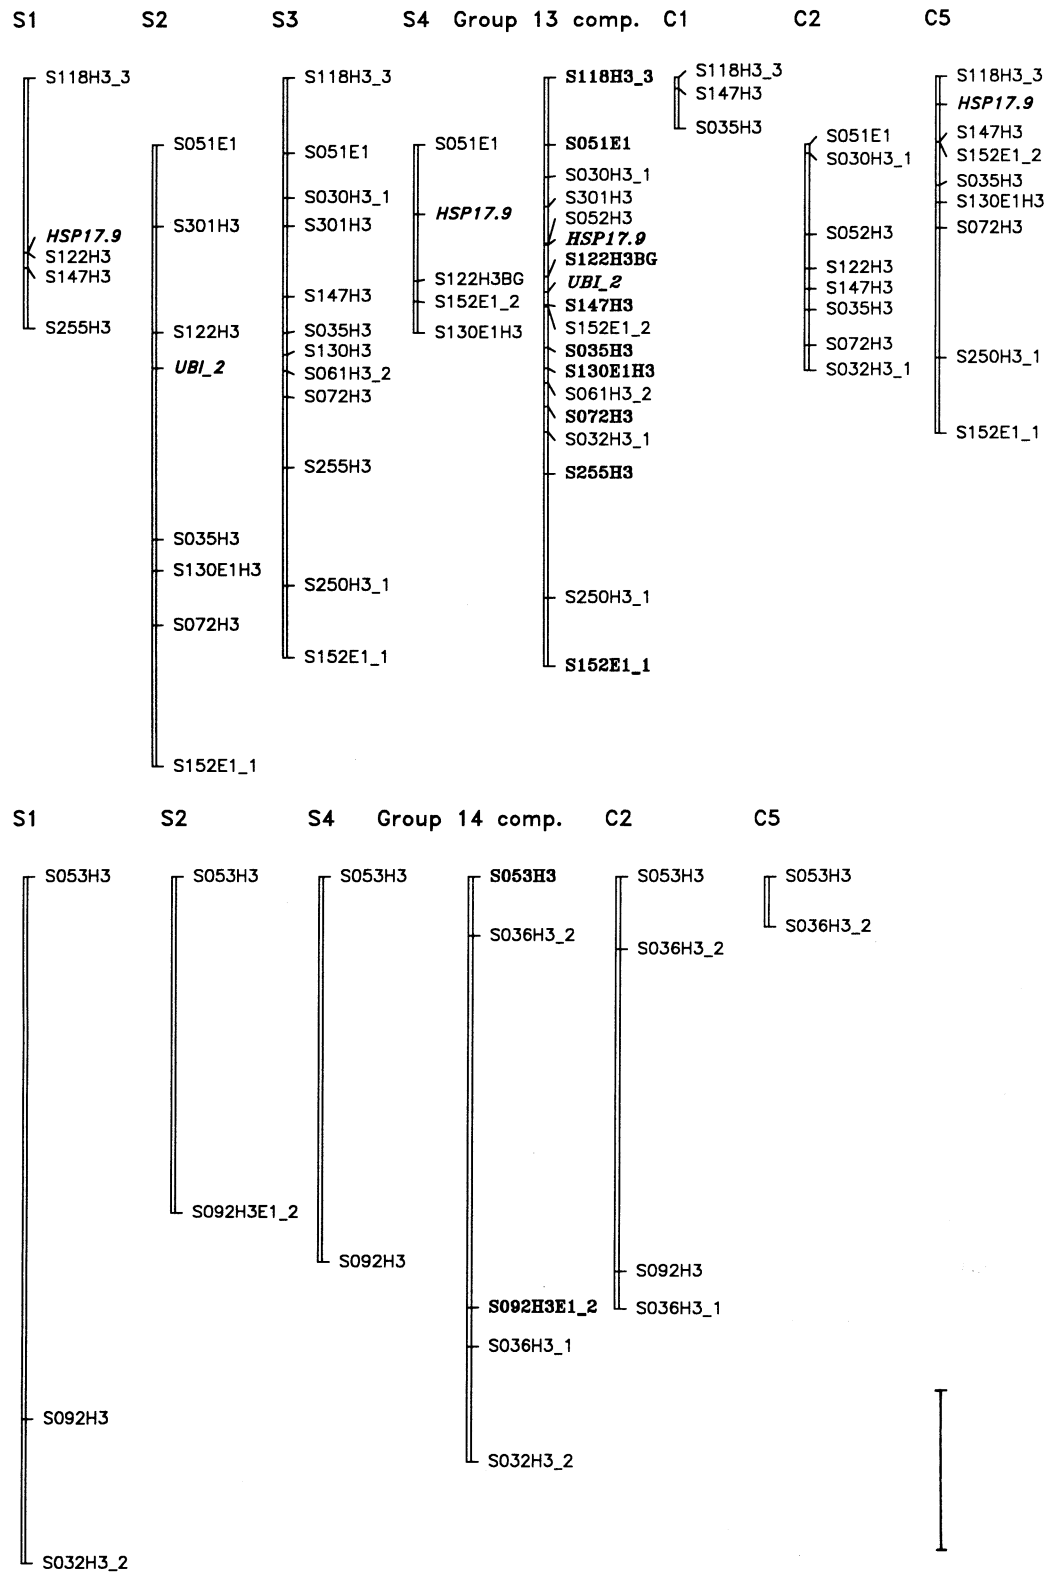 S1 S2 S3 S4 Group 13 comp. C1 C2 C5
S118H3_3
HSP17.9
S122H3
S147H3
S255H3
S051E1
S301H3
S122H3
UBI_2
S035H3
S130E1H3
S072H3
S152E1_1
S118H3_3
S051E1
S030H3_1
S301H3
S147H3
S035H3
S130H3
S061H3_2
S072H3
S255H3
S250H3_1
S152E1_1
S051E1
HSP17.9
S122H3BG
S152E1_2
S130E1H3
S118H3_3
S051E1
S030H3_1
S301H3
S052H3
HSP17.9
S122H3BG
UBI_2
S147H3
S152E1_2
S035H3
S130E1H3
S061H3_2
S072H3
S032H3_1
S255H3
S250H3_1
S152E1_1
S118H3_3
S147H3
S035H3
S051E1
S030H3_1
S052H3
S122H3
S147H3
S035H3
S072H3
S032H3_1
S118H3_3
HSP17.9
S147H3
S152E1_2
S035H3
S130E1H3
S072H3
S250H3_1
S152E1_1
S1 S2 S4 Group 14 comp. C2 C5
S053H3
S092H3
S032H3_2
S053H3
S092H3E1_2
S053H3
S092H3
S053H3
S036H3_2
S092H3E1_2
S036H3_1
S032H3_2
S053H3
S036H3_2
S092H3
S036H3_1
S053H3
S036H3_2